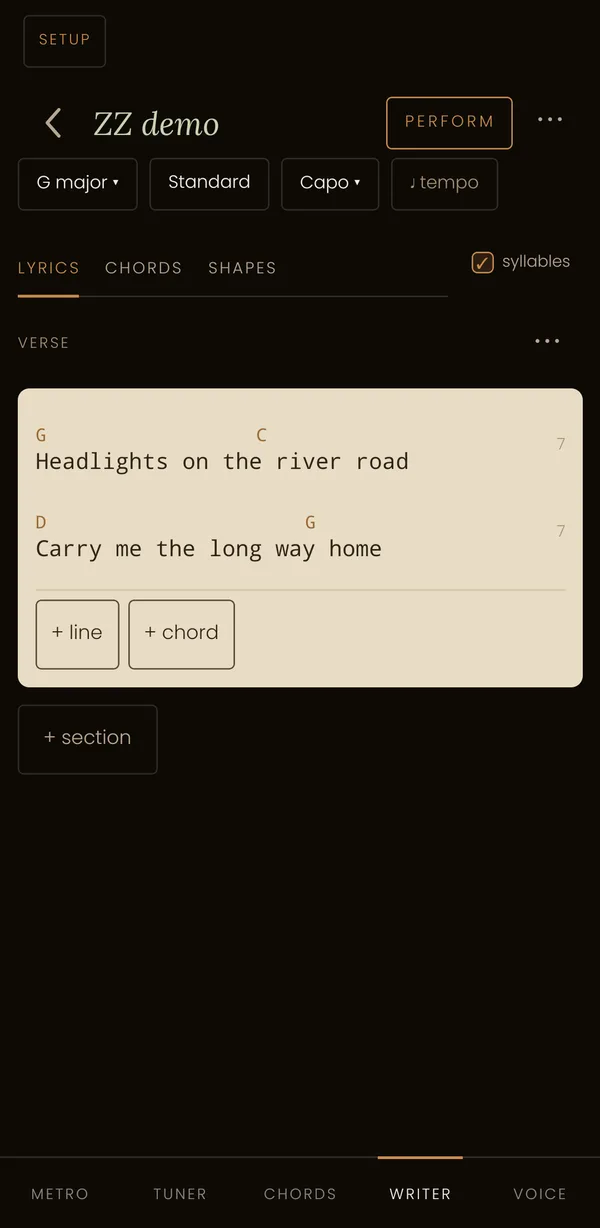 SETUP
ZZ demo PERFORM ...
G major ▾ Standard Capo ▾ ♩ tempo
LYRICS CHORDS SHAPES ✓ syllables
VERSE ...
G C
Headlights on the river road 7
D G
Carry me the long way home 7
+ line + chord
+ section
METRO TUNER CHORDS WRITER VOICE